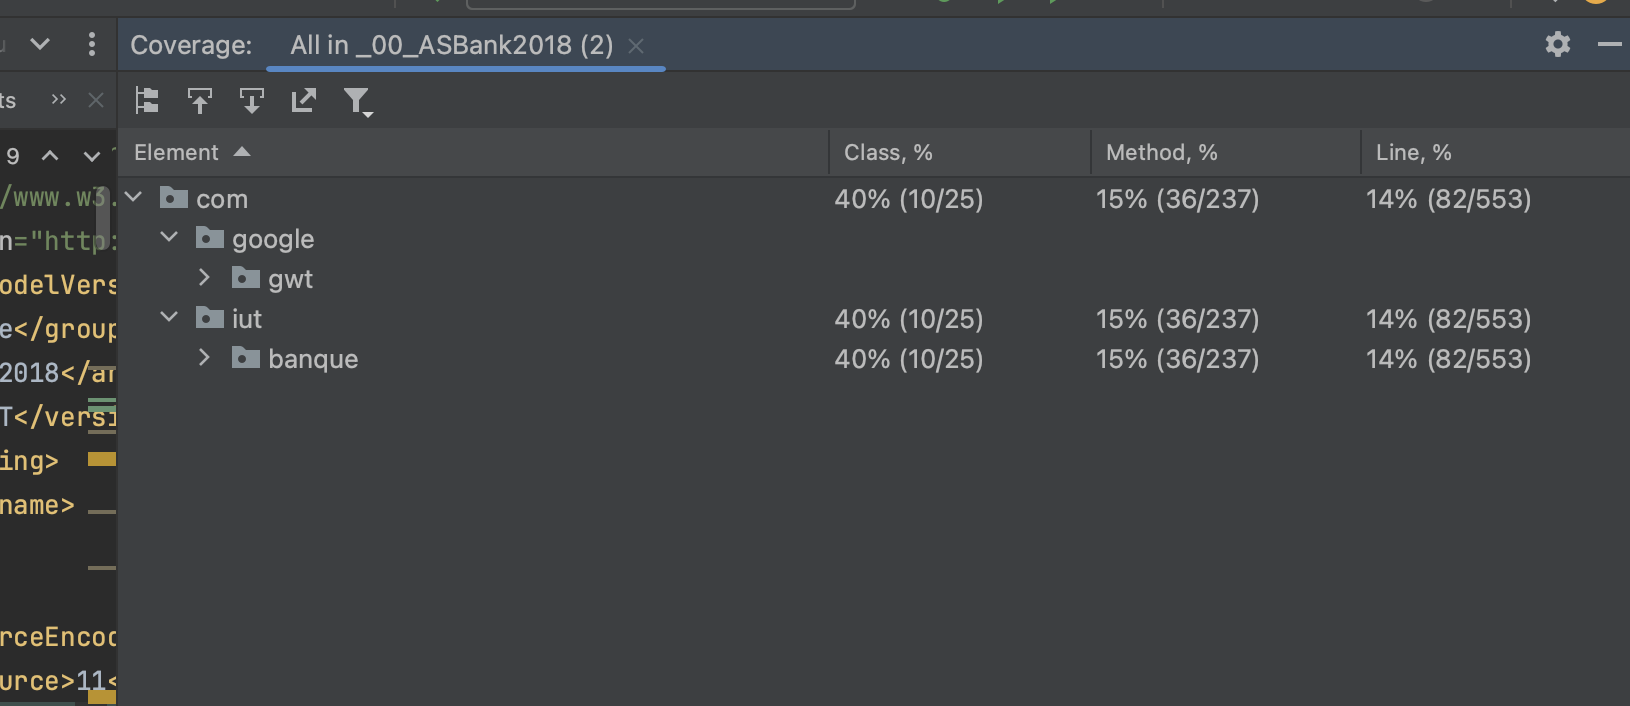 Coverage: All in _00_ASBank2018 (2)
ts
9
Element Class, % Method, % Line, %
/www.w3.
com 40% (10/25) 15% (36/237) 14% (82/553)
n="http:
google
gwt
odelVers
iut 40% (10/25) 15% (36/237) 14% (82/553)
e</group
banque 40% (10/25) 15% (36/237) 14% (82/553)
2018</ar
T</versi
ing>
name>
rceEncod
urce>11<